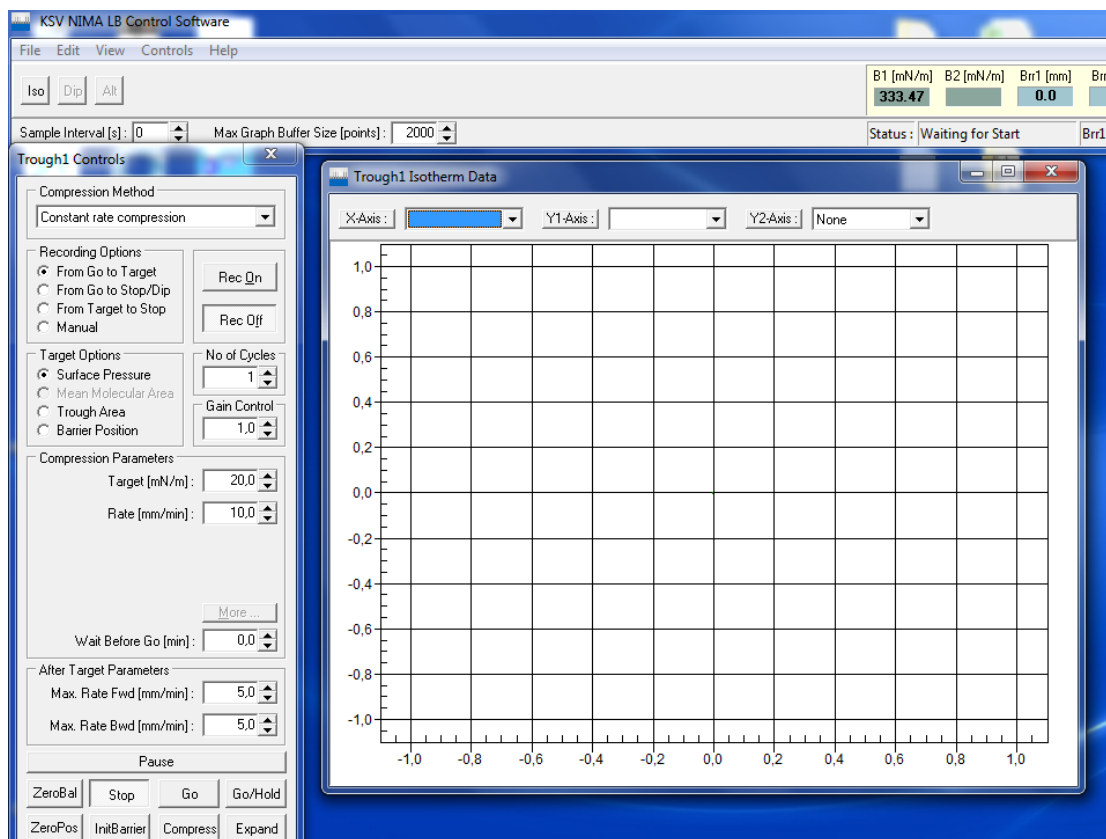 KSV NIMA LB Control Software
File Edit View Controls Help
Iso Dip Alt
B1 [mN/m] B2 [mN/m] Brr1 [mm]
333.47 0.0
Sample Interval [s] : 0 Max Graph Buffer Size [points] : 2000
Status : Waiting for Start Brr1
Trough1 Controls
Compression Method
Constant rate compression
Recording Options
From Go to Target
From Go to Stop/Dip
From Target to Stop
Manual
Rec On
Rec Off
Target Options
Surface Pressure
Mean Molecular Area
Trough Area
Barrier Position
No of Cycles
1
Gain Control
1,0
Compression Parameters
Target [mN/m] : 20,0
Rate [mm/min] : 10,0
More ...
Wait Before Go [min] : 0,0
After Target Parameters
Max. Rate Fwd [mm/min] : 5,0
Max. Rate Bwd [mm/min] : 5,0
Pause
ZeroBal Stop Go Go/Hold
ZeroPos InitBarrier Compress Expand
Trough1 Isotherm Data
X-Axis : Y1-Axis : Y2-Axis : None
1,0
0,8
0,6
0,4
0,2
0,0
-0,2
-0,4
-0,6
-0,8
-1,0
-1,0 -0,8 -0,6 -0,4 -0,2 0,0 0,2 0,4 0,6 0,8 1,0